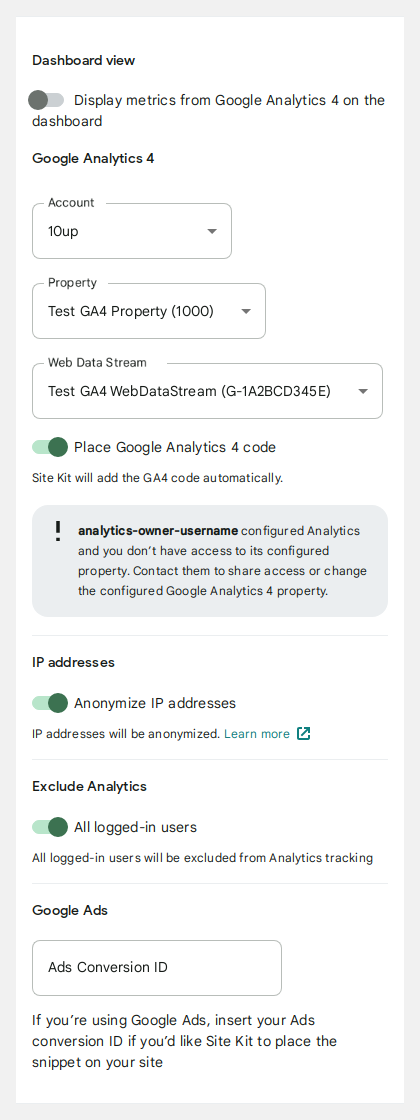 Dashboard view
Display metrics from Google Analytics 4 on the
dashboard
Google Analytics 4
Account
10up
Property
Test GA4 Property (1000)
Web Data Stream
Test GA4 WebDataStream (G-1A2BCD345E)
Place Google Analytics 4 code
Site Kit will add the GA4 code automatically.
analytics-owner-username configured Analytics
and you don’t have access to its configured
property. Contact them to share access or change
the configured Google Analytics 4 property.
IP addresses
Anonymize IP addresses
IP addresses will be anonymized. Learn more
Exclude Analytics
All logged-in users
All logged-in users will be excluded from Analytics tracking
Google Ads
Ads Conversion ID
If you’re using Google Ads, insert your Ads
conversion ID if you’d like Site Kit to place the
snippet on your site